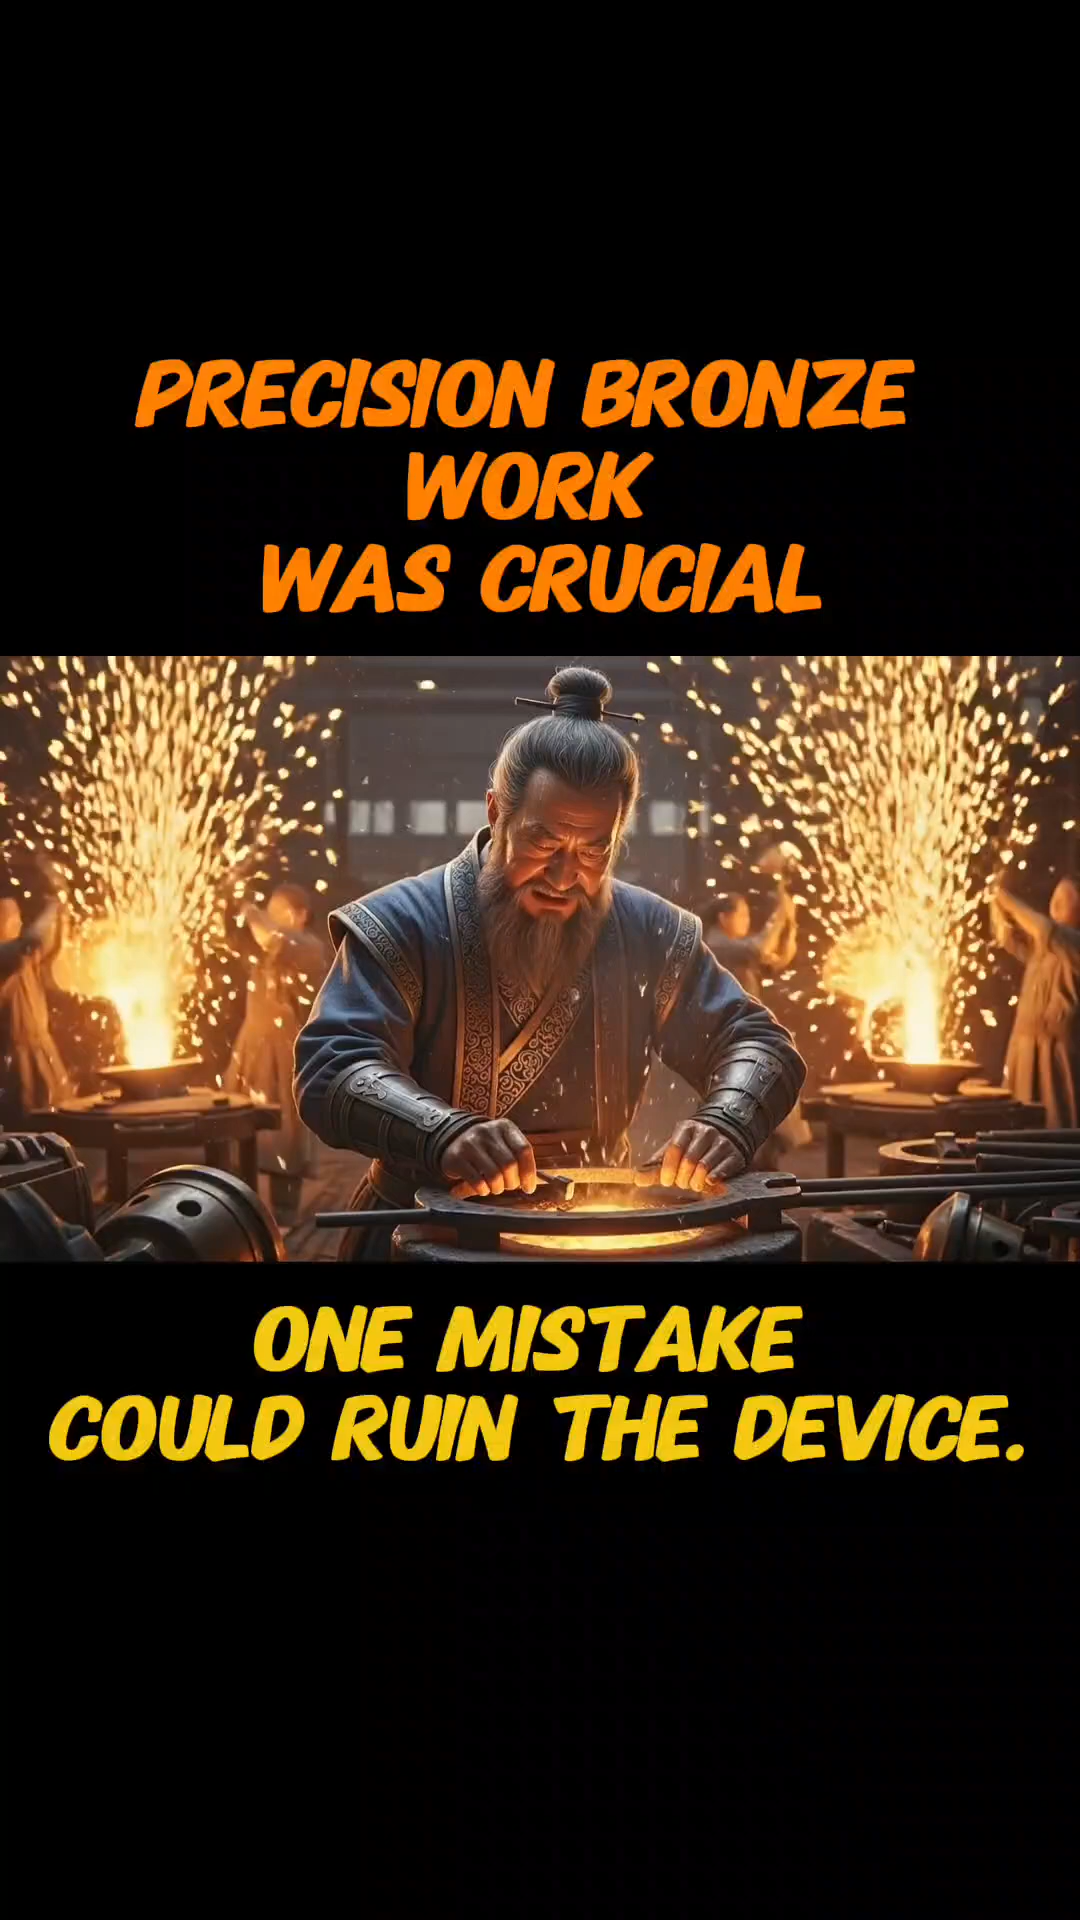 PRECISION BRONZE
WORK
WAS CRUCIAL
ONE MISTAKE
COULD RUIN THE DEVICE.